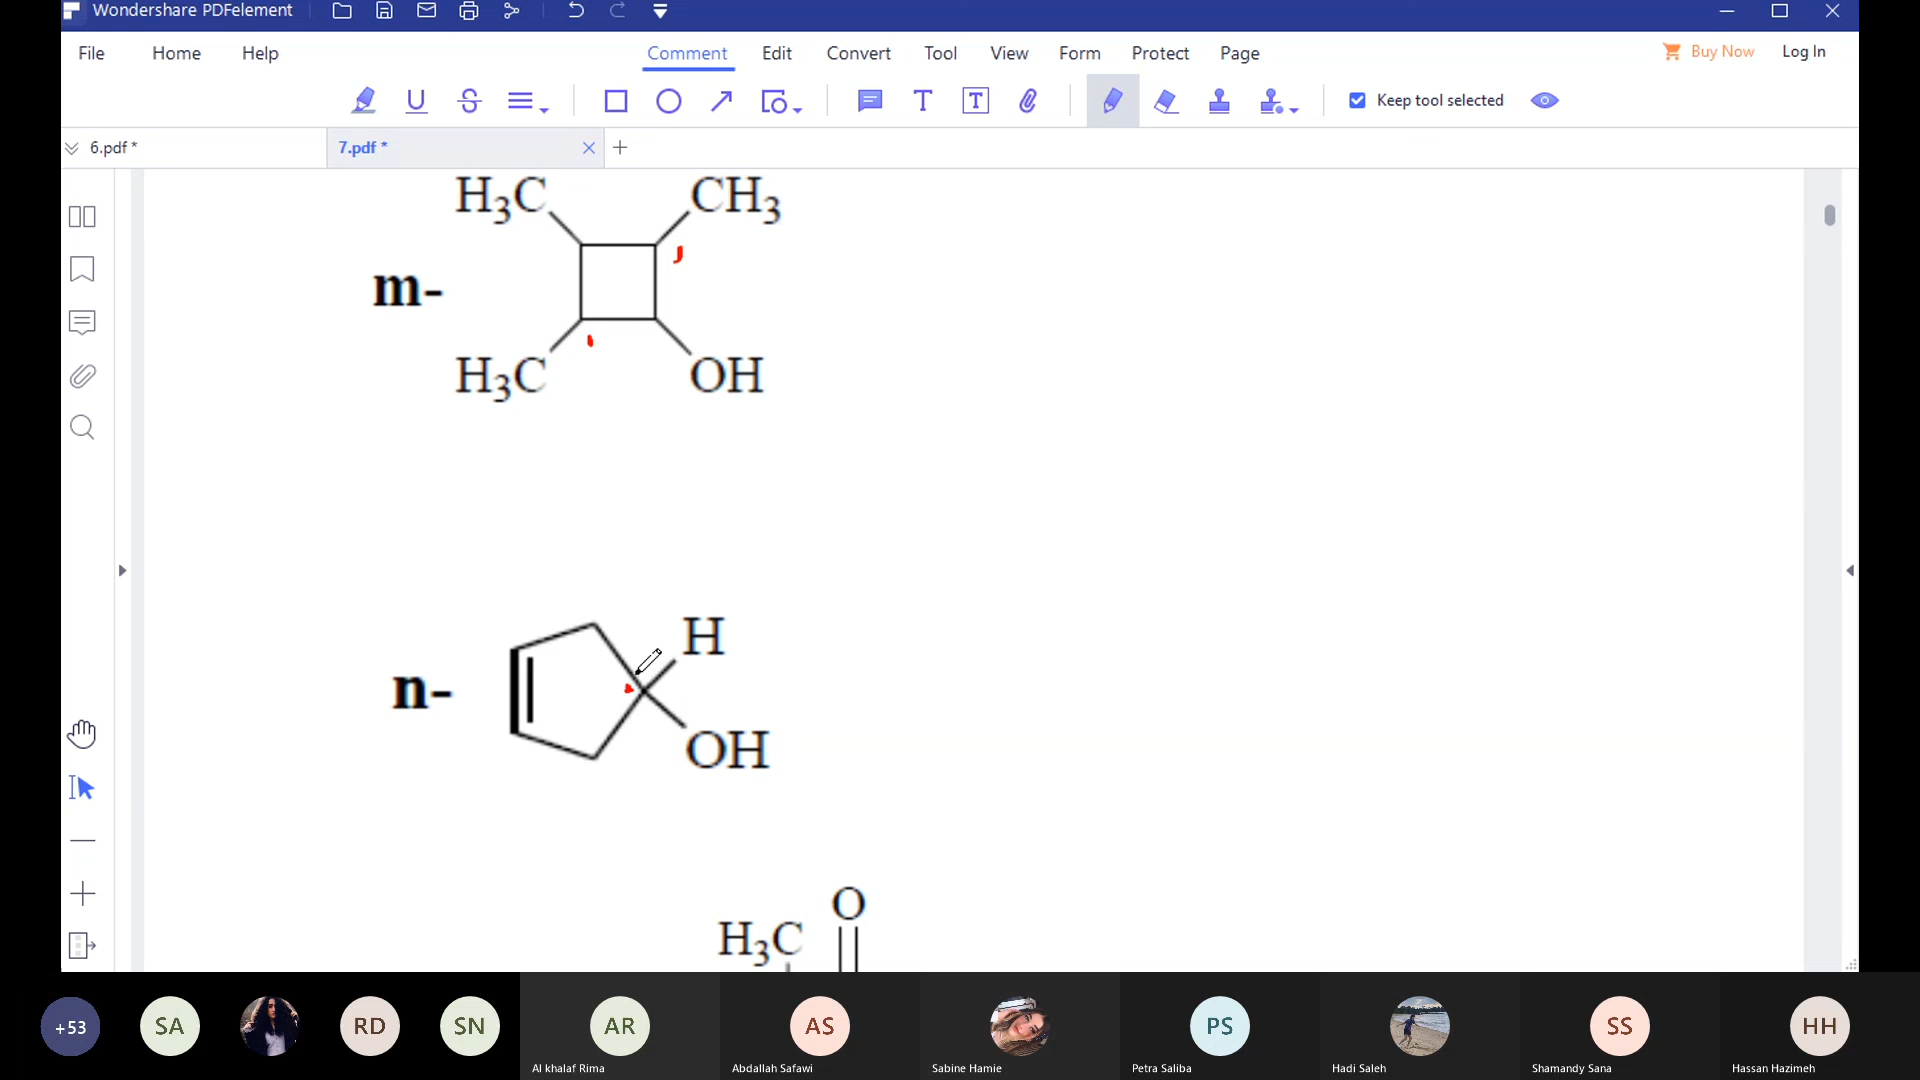 Wondershare PDFelement
File Home Help Comment Edit Convert Tool View Form Protect Page Buy Now Log In
Keep tool selected
6.pdf * 7.pdf *
H₃C CH₃
m-
H₃C OH
H
n-
OH
O
H₃C
+53 SA RD SN AR AS PS SS HH
Al khalaf Rima Abdallah Safawi Sabine Hamie Petra Saliba Hadi Saleh Shamandy Sana Hassan Hazimeh